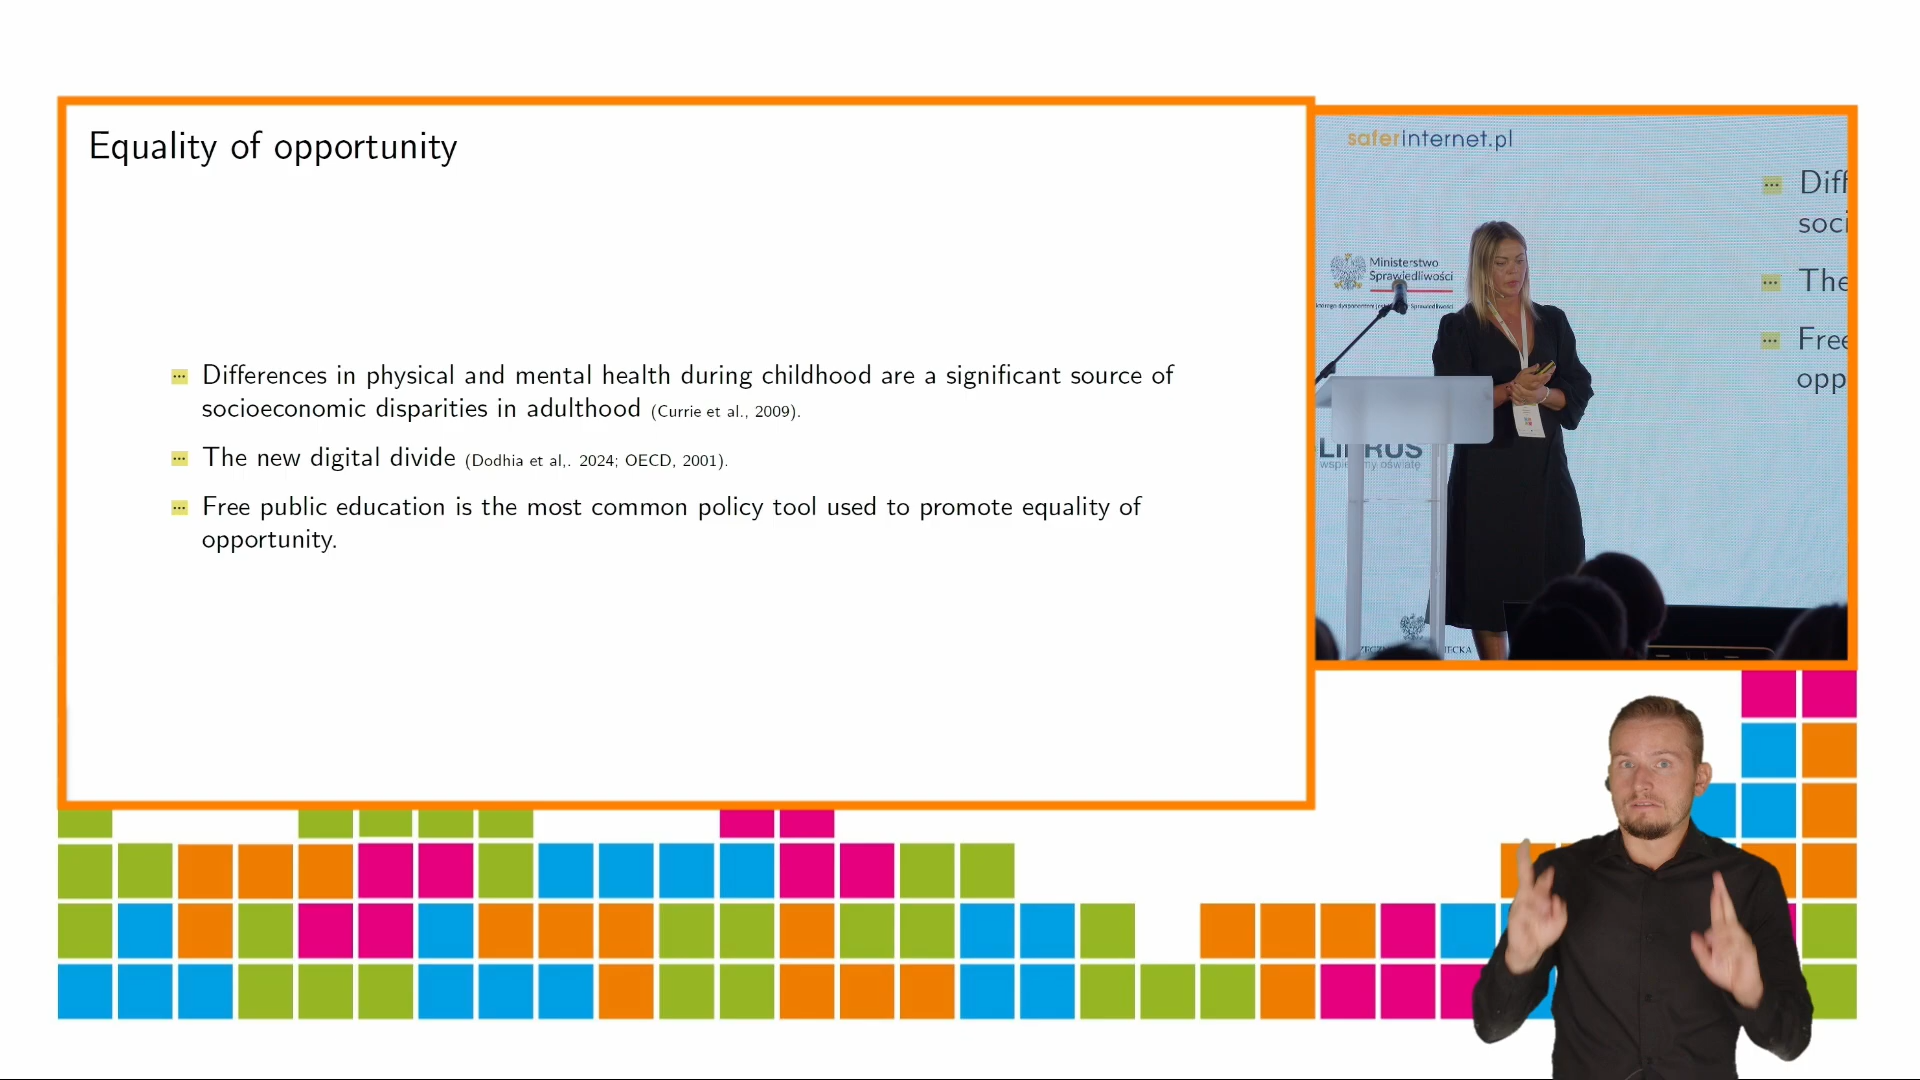 Equality of opportunity
Differences in physical and mental health during childhood are a significant source of
socioeconomic disparities in adulthood (Currie et al., 2009).
The new digital divide (Dodhia et al,. 2024; OECD, 2001).
Free public education is the most common policy tool used to promote equality of
opportunity.
saferinternet.pl
Diff
soci
The
Free
opp
Ministerstwo
Sprawiedliwości
LIBRUS
wspieramy oświatę